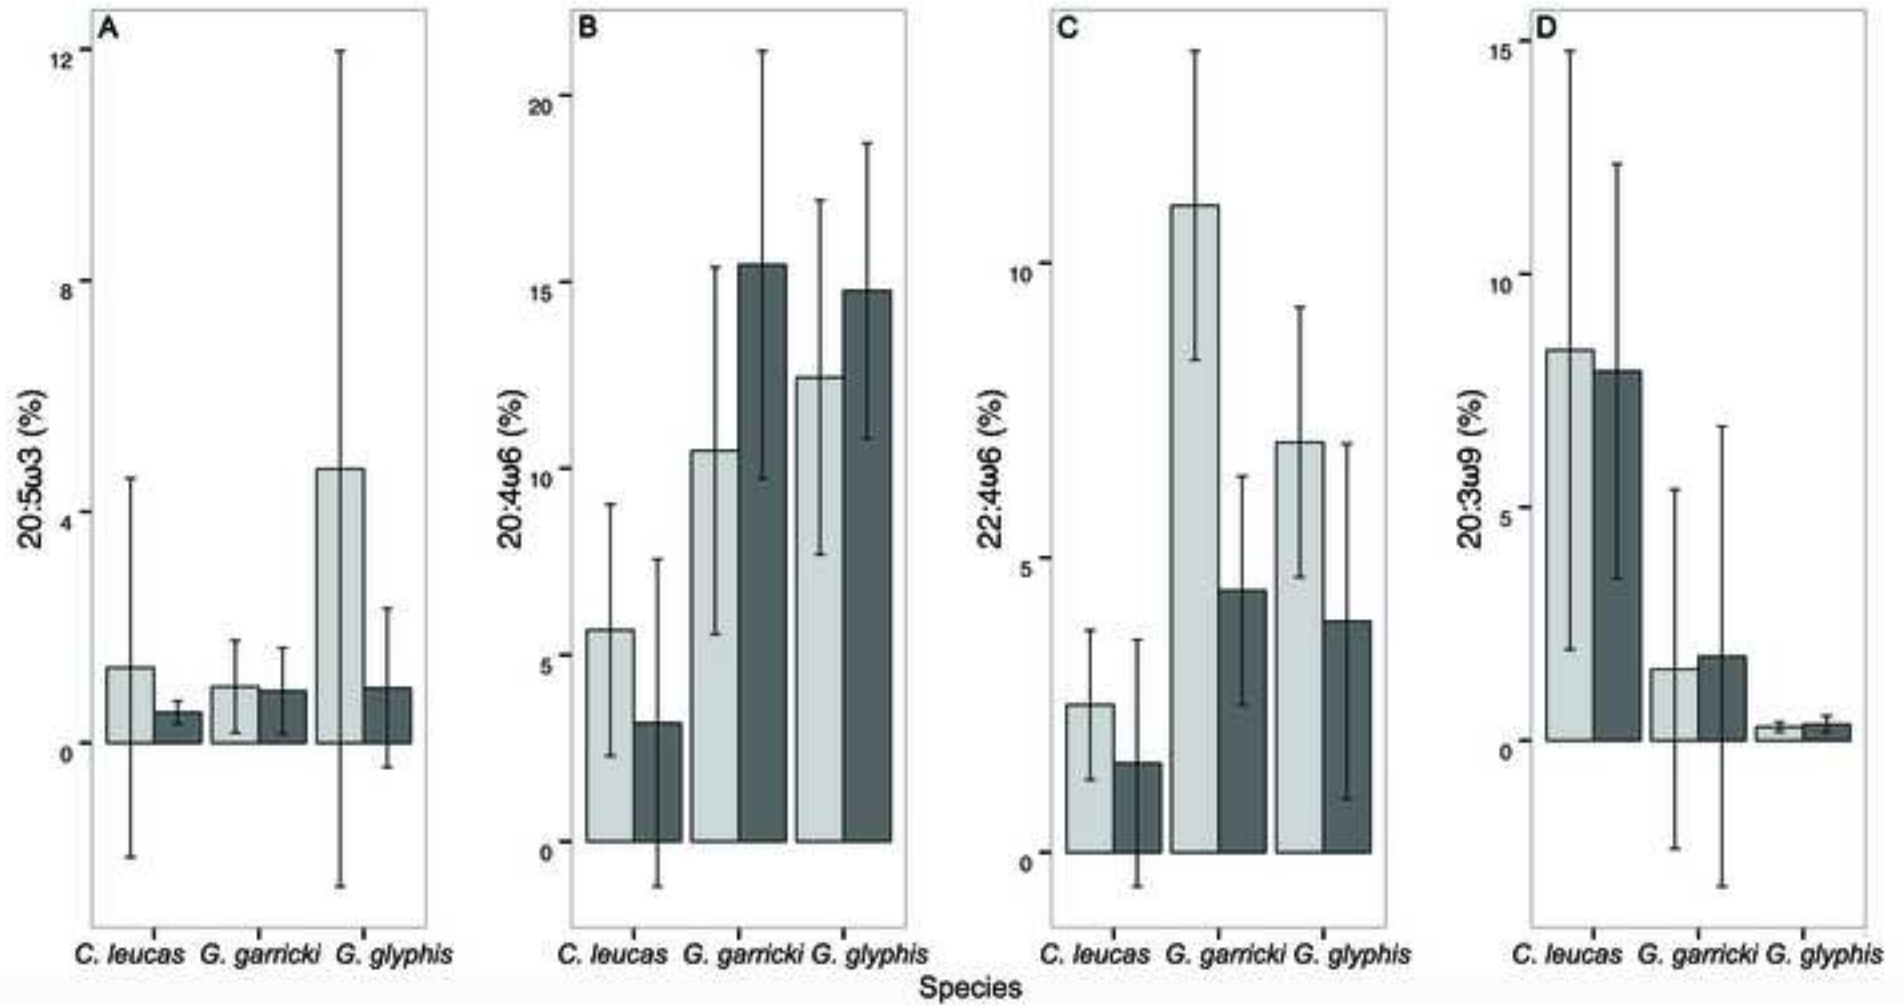 A
12
8
4
0
20:5ω3 (%)
C. leucas G. garricki G. glyphis
B
20
15
10
5
0
20:4ω6 (%)
C. leucas G. garricki G. glyphis
C
10
5
0
22:4ω6 (%)
C. leucas G. garricki G. glyphis
D
15
10
5
0
20:3ω9 (%)
C. leucas G. garricki G. glyphis
Species